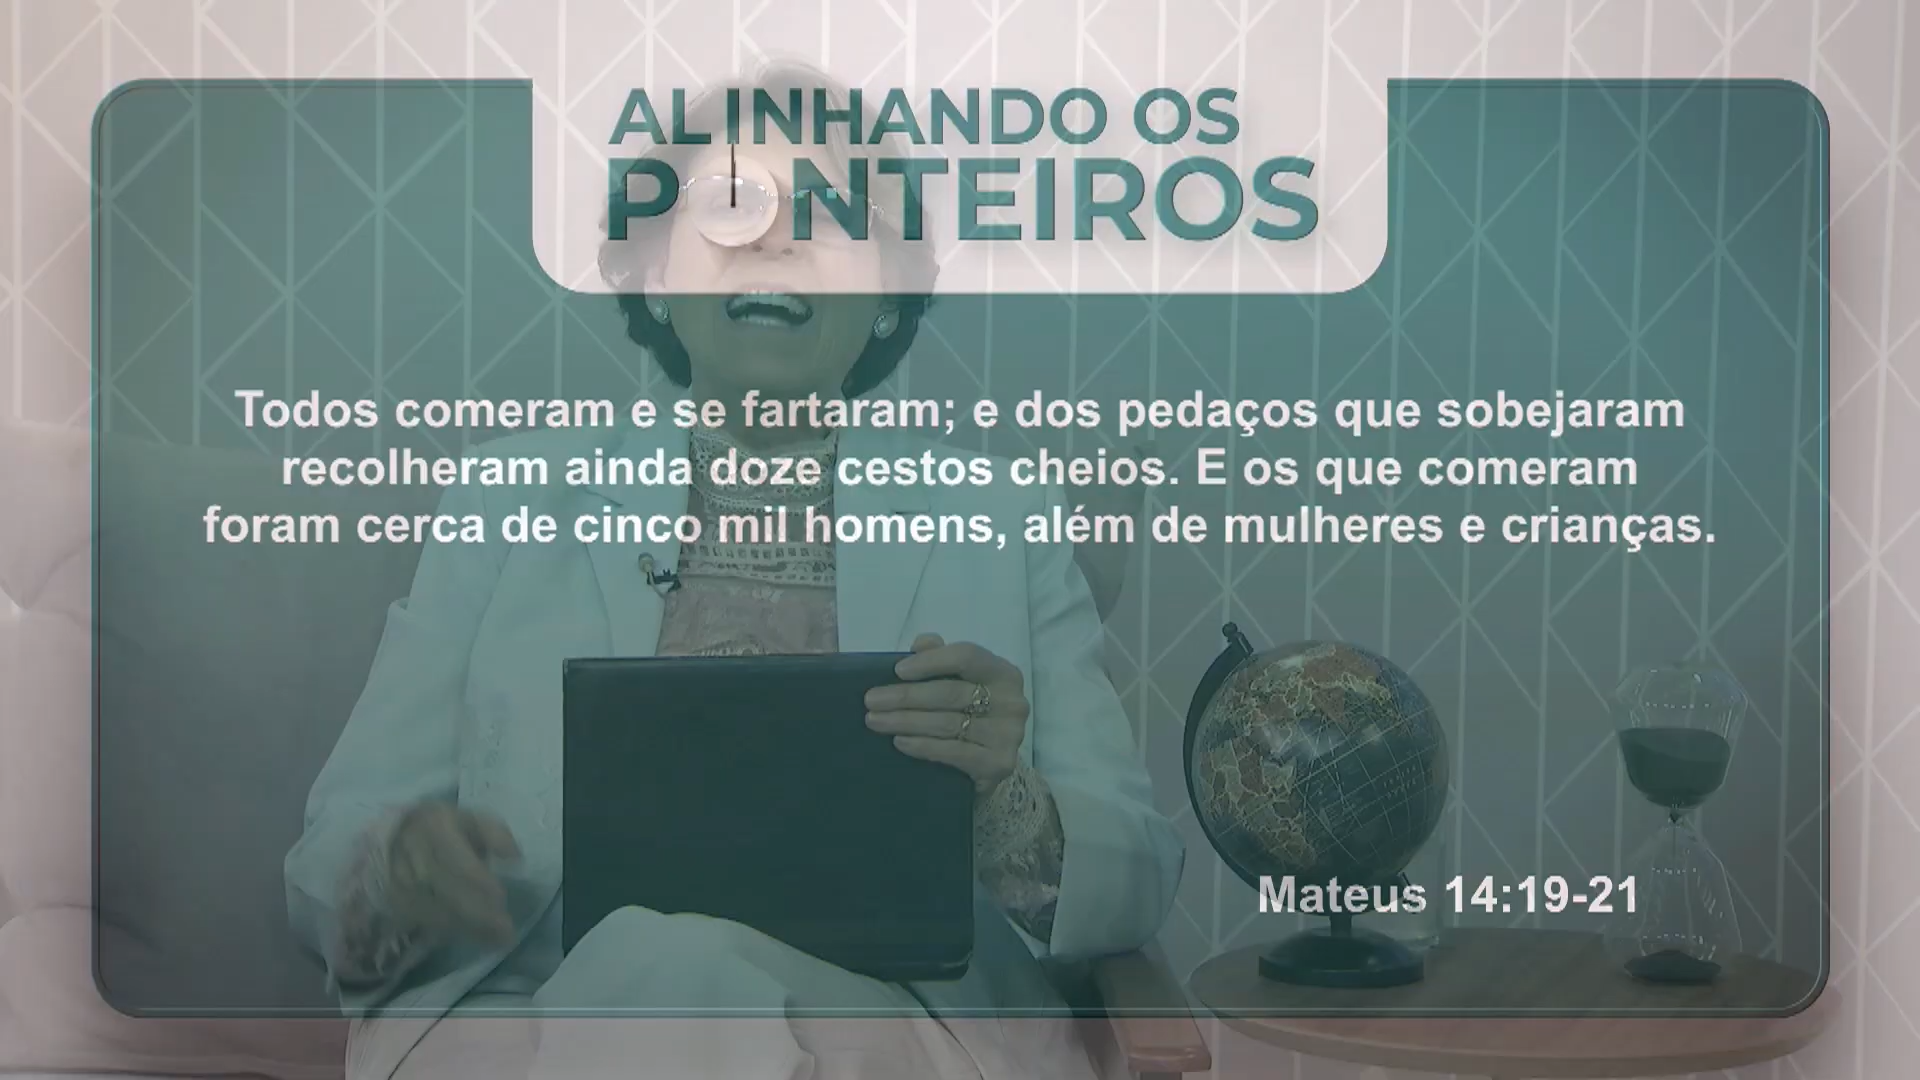 ALINHANDO OS
PONTEIROS
Todos comeram e se fartaram; e dos pedaços que sobejaram
recolheram ainda doze cestos cheios. E os que comeram
foram cerca de cinco mil homens, além de mulheres e crianças.
Mateus 14:19-21